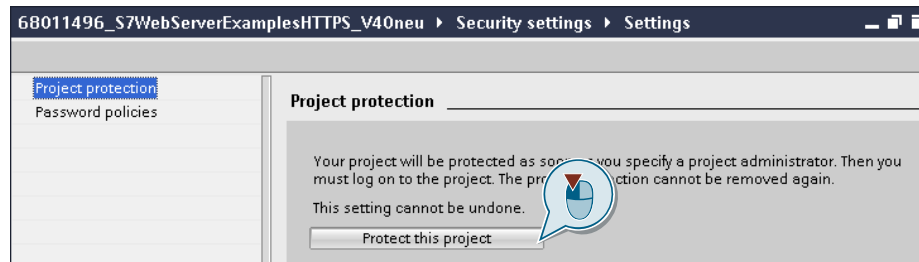 68011496_S7WebServerExamplesHTTPS_V40neu ▸ Security settings ▸ Settings
Project protection
Password policies
Project protection
Your project will be protected as soon you specify a project administrator. Then you
must log on to the project. The cannot be removed again.
This setting cannot be undone.
Protect this project